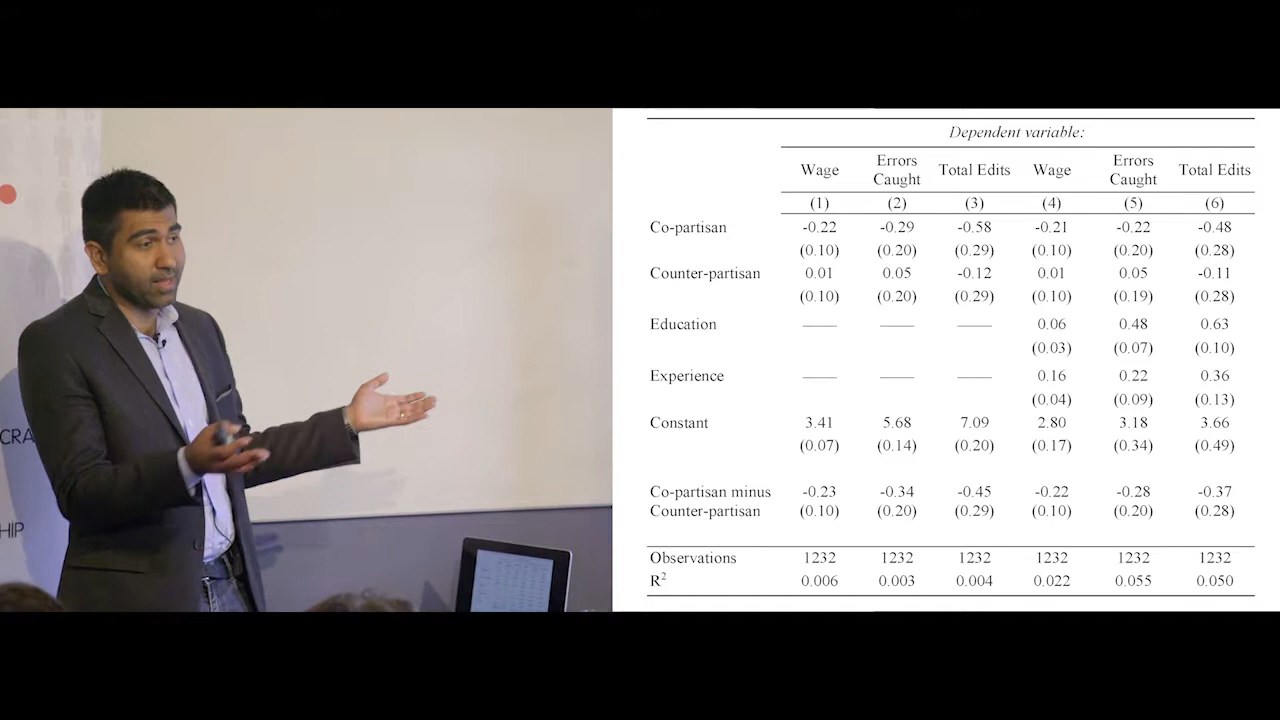 Dependent variable:
Wage Errors Caught Total Edits Wage Errors Caught Total Edits
(1) (2) (3) (4) (5) (6)
Co-partisan -0.22 -0.29 -0.58 -0.21 -0.22 -0.48
(0.10) (0.20) (0.29) (0.10) (0.20) (0.28)
Counter-partisan 0.01 0.05 -0.12 0.01 0.05 -0.11
(0.10) (0.20) (0.29) (0.10) (0.19) (0.28)
Education —— —— —— 0.06 0.48 0.63
(0.03) (0.07) (0.10)
Experience —— —— —— 0.16 0.22 0.36
(0.04) (0.09) (0.13)
Constant 3.41 5.68 7.09 2.80 3.18 3.66
(0.07) (0.14) (0.20) (0.17) (0.34) (0.49)
Co-partisan minus -0.23 -0.34 -0.45 -0.22 -0.28 -0.37
Counter-partisan (0.10) (0.20) (0.29) (0.10) (0.20) (0.28)
Observations 1232 1232 1232 1232 1232 1232
R² 0.006 0.003 0.004 0.022 0.055 0.050
CRA
HIP